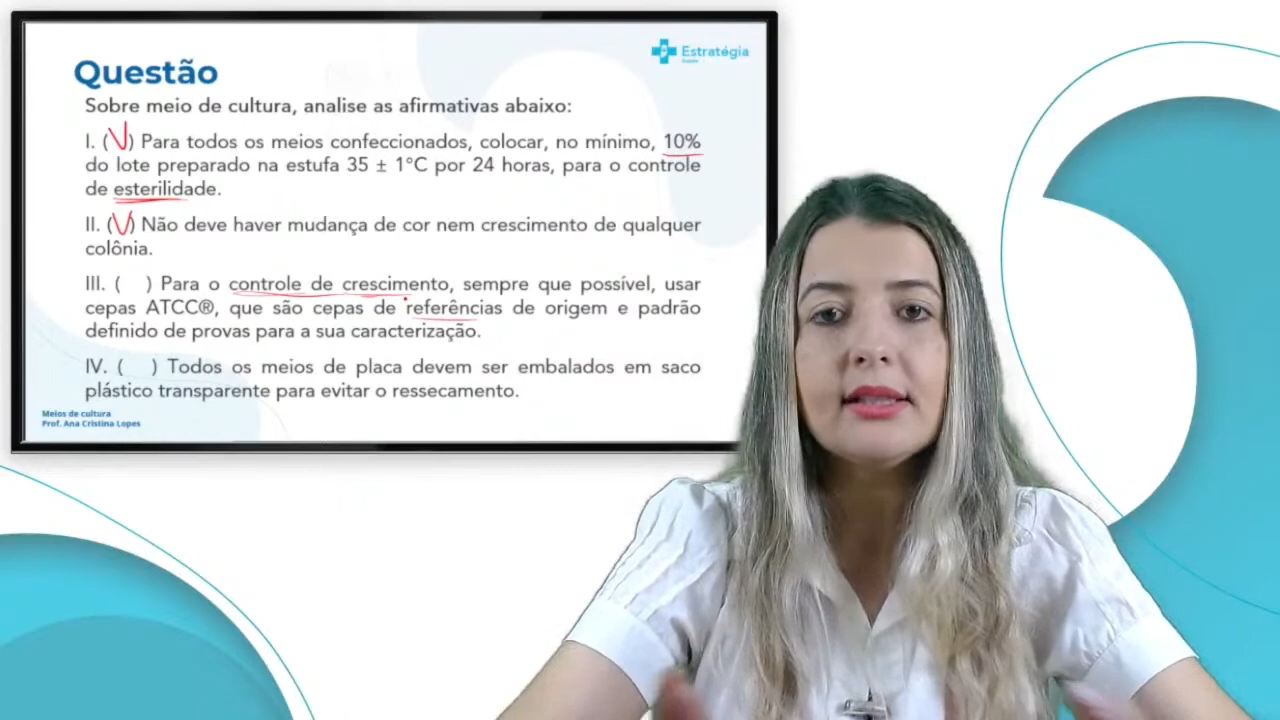 Estratégia
Saúde
Questão
Sobre meio de cultura, analise as afirmativas abaixo:
I. (V) Para todos os meios confeccionados, colocar, no mínimo, 10%
do lote preparado na estufa 35 ± 1°C por 24 horas, para o controle
de esterilidade.
II. (V) Não deve haver mudança de cor nem crescimento de qualquer
colônia.
III. ( ) Para o controle de crescimento, sempre que possível, usar
cepas ATCC®, que são cepas de referências de origem e padrão
definido de provas para a sua caracterização.
IV. ( ) Todos os meios de placa devem ser embalados em saco
plástico transparente para evitar o ressecamento.
Meios de cultura
Prof. Ana Cristina Lopes